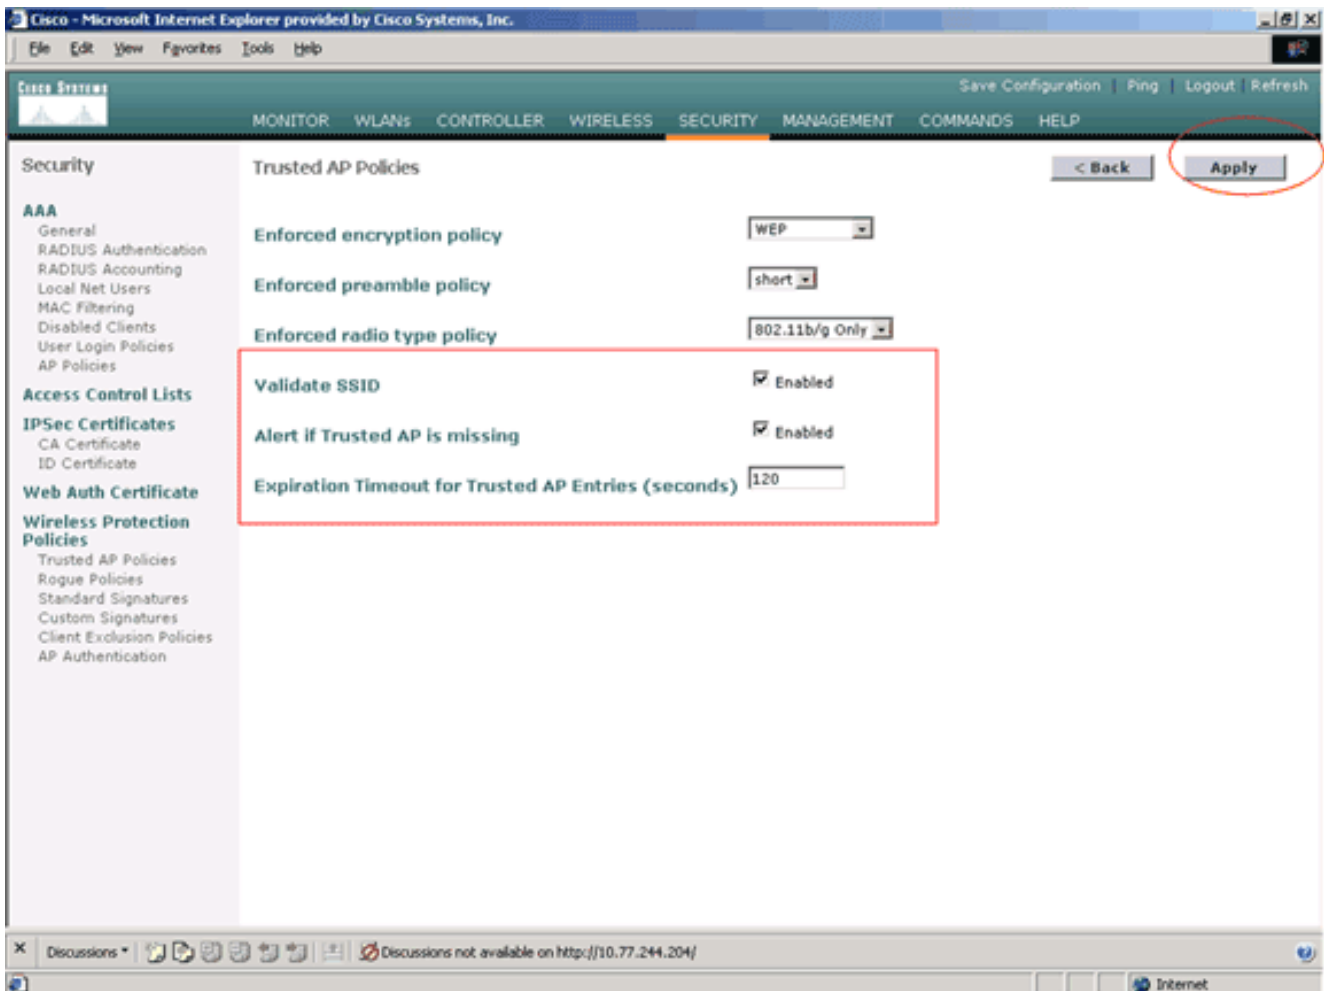 Cisco - Microsoft Internet Explorer provided by Cisco Systems, Inc.
File Edit View Favorites Tools Help
CISCO SYSTEMS
Save Configuration | Ping | Logout | Refresh
MONITOR WLANs CONTROLLER WIRELESS SECURITY MANAGEMENT COMMANDS HELP
Security
AAA
General
RADIUS Authentication
RADIUS Accounting
Local Net Users
MAC Filtering
Disabled Clients
User Login Policies
AP Policies
Access Control Lists
IPSec Certificates
CA Certificate
ID Certificate
Web Auth Certificate
Wireless Protection
Policies
Trusted AP Policies
Rogue Policies
Standard Signatures
Custom Signatures
Client Exclusion Policies
AP Authentication
Trusted AP Policies
< Back Apply
Enforced encryption policy WEP
Enforced preamble policy short
Enforced radio type policy 802.11b/g Only
Validate SSID Enabled
Alert if Trusted AP is missing Enabled
Expiration Timeout for Trusted AP Entries (seconds) 120
Discussions Discussions not available on http://10.77.244.204/
Internet